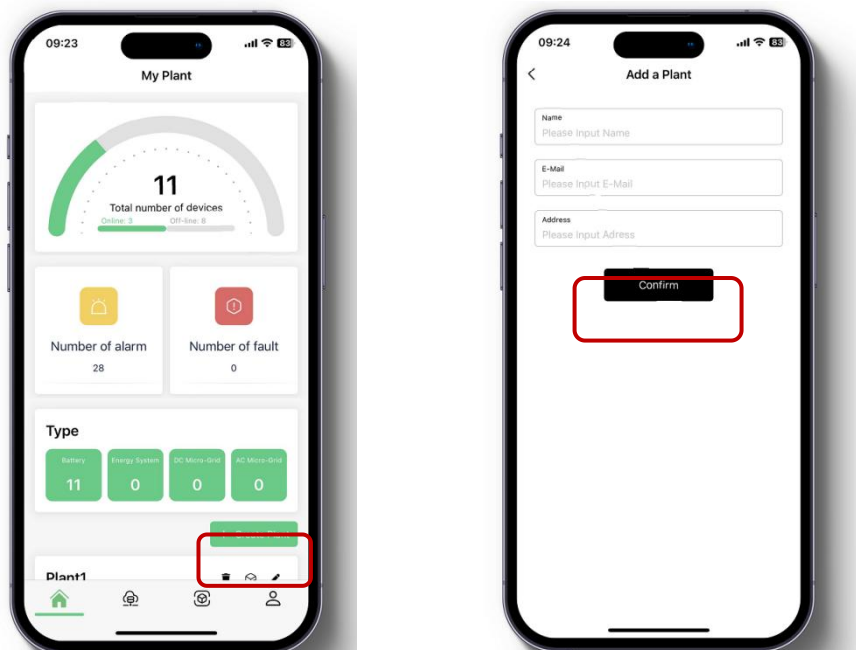 09:23
83
My Plant
11
Total number of devices
Online: 3 Off-line: 8
Number of alarm
28
Number of fault
0
Type
Battery
11
Energy System
0
DC Micro-Grid
0
AC Micro-Grid
0
Plant1
09:24
83
Add a Plant
Name
Please Input Name
E-Mail
Please Input E-Mail
Address
Please Input Adress
Confirm